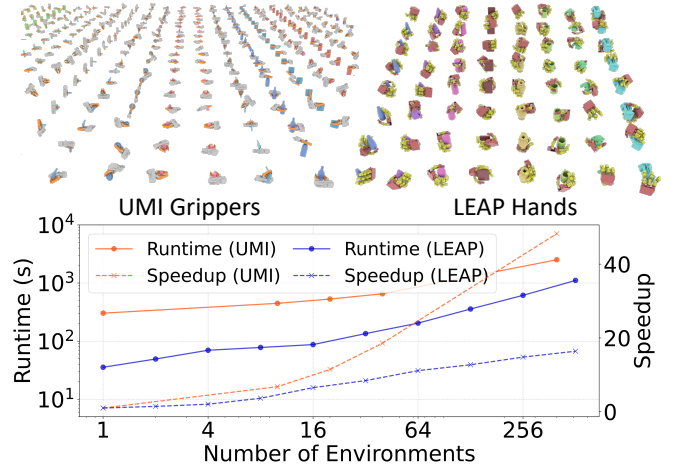 UMI Grippers
LEAP Hands
Runtime (UMI)
Speedup (UMI)
Runtime (LEAP)
Speedup (LEAP)
Runtime (s)
10^4
10^3
10^2
10^1
Speedup
40
20
0
1 4 16 64 256
Number of Environments